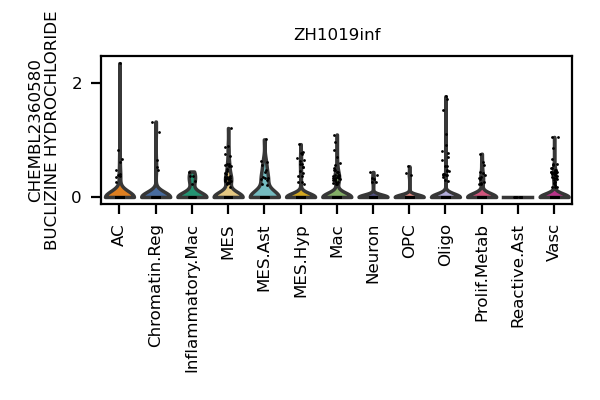 ZH1019inf
CHEMBL2360580
BUCLIZINE HYDROCHLORIDE
2
0
AC
Chromatin.Reg
Inflammatory.Mac
MES
MES.Ast
MES.Hyp
Mac
Neuron
OPC
Oligo
Prolif.Metab
Reactive.Ast
Vasc